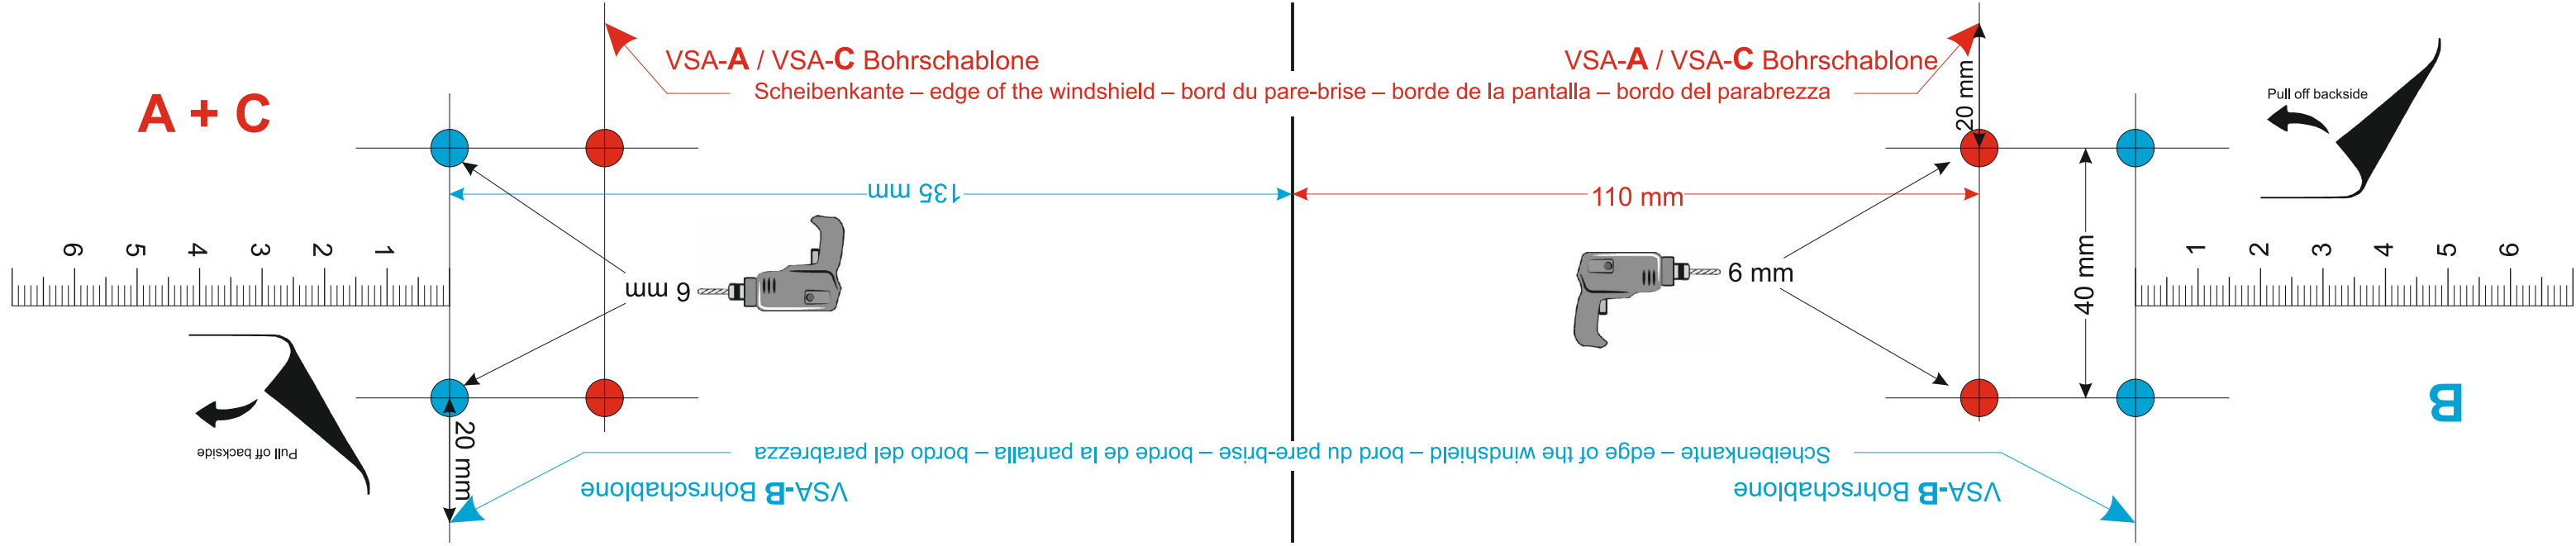 VSA-A / VSA-C Bohrschablone
VSA-A / VSA-C Bohrschablone
Scheibenkante – edge of the windshield – bord du pare-brise – borde de la pantalla – bordo del parabrezza
A + C
20 mm
Pull off backside
135 mm
110 mm
6 5 4 3 2 1
6 mm
6 mm
40 mm
1 2 3 4 5 6
B
20 mm
Pull off backside
Scheibenkante – edge of the windshield – bord du pare-brise – borde de la pantalla – bordo del parabrezza
VSA-B Bohrschablone
VSA-B Bohrschablone